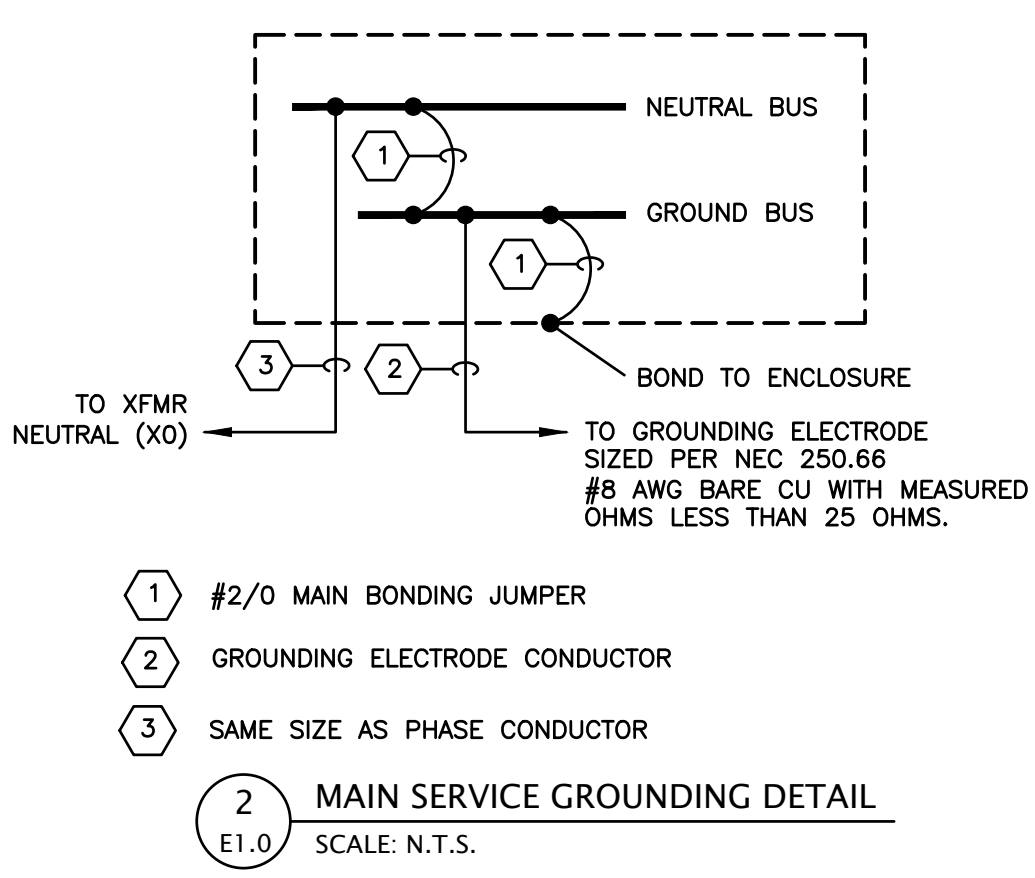 NEUTRAL BUS
1
GROUND BUS
1
3
2
BOND TO ENCLOSURE
TO XFMR
NEUTRAL (X0)
TO GROUNDING ELECTRODE
SIZED PER NEC 250.66
#8 AWG BARE CU WITH MEASURED
OHMS LESS THAN 25 OHMS.
1 #2/0 MAIN BONDING JUMPER
2 GROUNDING ELECTRODE CONDUCTOR
3 SAME SIZE AS PHASE CONDUCTOR
2
E1.0
MAIN SERVICE GROUNDING DETAIL
SCALE: N.T.S.